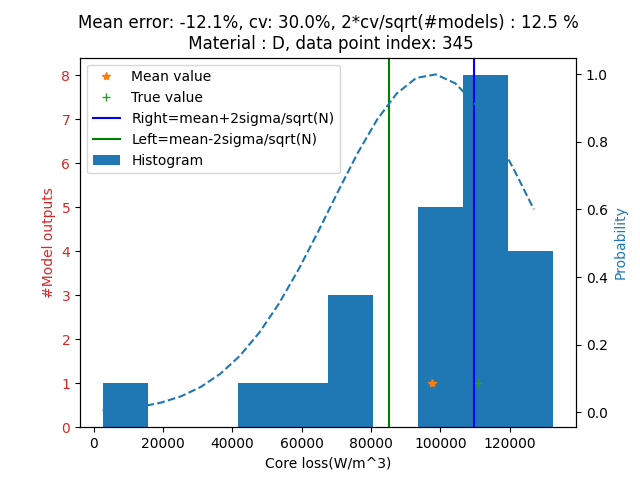 Mean error: -12.1%, cv: 30.0%, 2*cv/sqrt(#models) : 12.5 %
Material : D, data point index: 345
Mean value
True value
Right=mean+2sigma/sqrt(N)
Left=mean-2sigma/sqrt(N)
Histogram
#Model outputs
8
7
6
5
4
3
2
1
0
1.0
0.8
0.6
0.4
0.2
0.0
Probability
0
20000
40000
60000
80000
100000
120000
Core loss(W/m^3)